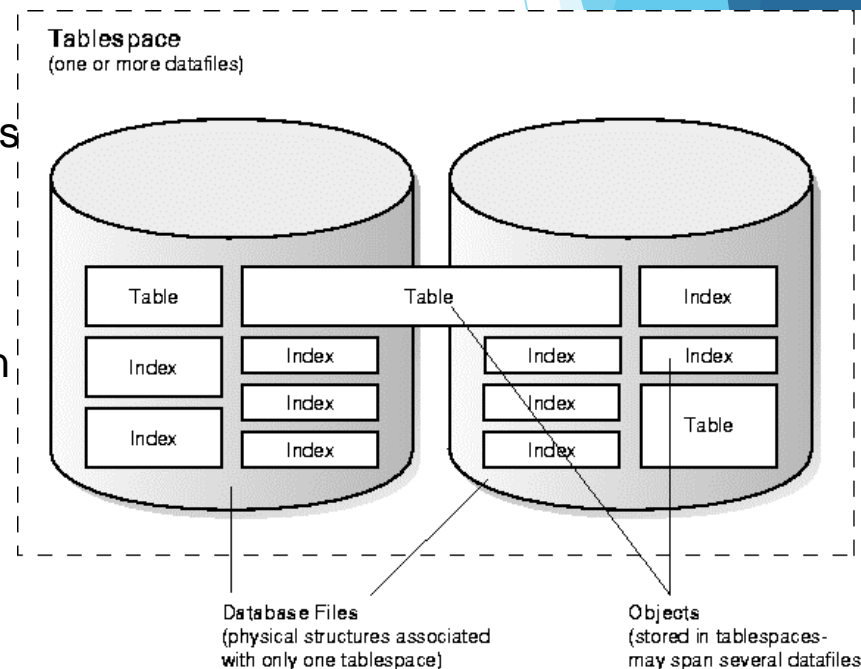 Tablespace
(one or more datafiles)
s
n
Table
Table
Index
Index
Index
Index
Index
Index
Index
Index
Table
Index
Index
Index
Database Files
(physical structures associated
with only one tablespace)
Objects
(stored in tablespaces-
may span several datafiles